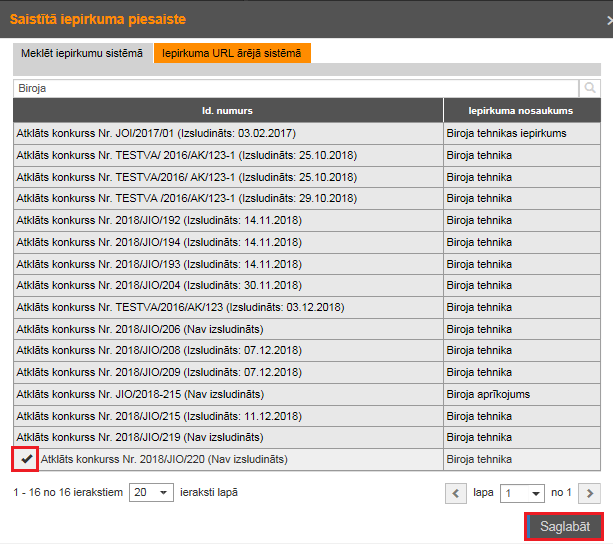 Saistītā iepirkuma piesaiste
Meklēt iepirkumu sistēmā Iepirkuma URL ārējā sistēmā
Biroja
Id. numurs Iepirkuma nosaukums
Atklāts konkurss Nr. JOI/2017/01 (Izsludināts: 03.02.2017) Biroja tehnikas iepirkums
Atklāts konkurss Nr. TESTVA/ 2016/AK/123-1 (Izsludināts: 25.10.2018) Biroja tehnika
Atklāts konkurss Nr. TESTVA/2016/ AK/123-1 (Izsludināts: 25.10.2018) Biroja tehnika
Atklāts konkurss Nr. TESTVA /2016/AK/123-1 (Izsludināts: 29.10.2018) Biroja tehnika
Atklāts konkurss Nr. 2018/JIO/192 (Izsludināts: 14.11.2018) Biroja tehnika
Atklāts konkurss Nr. 2018/JIO/194 (Izsludināts: 14.11.2018) Biroja tehnika
Atklāts konkurss Nr. 2018/JIO/193 (Izsludināts: 14.11.2018) Biroja tehnika
Atklāts konkurss Nr. 2018/JIO/204 (Izsludināts: 30.11.2018) Biroja tehnika
Atklāts konkurss Nr. TESTVA/2016/AK/123 (Izsludināts: 03.12.2018) Biroja tehnika
Atklāts konkurss Nr. 2018/JIO/206 (Nav izsludināts) Biroja tehnika
Atklāts konkurss Nr. 2018/JIO/208 (Izsludināts: 07.12.2018) Biroja tehnika
Atklāts konkurss Nr. 2018/JIO/209 (Izsludināts: 07.12.2018) Biroja tehnika
Atklāts konkurss Nr. JIO/2018-215 (Nav izsludināts) Biroja aprīkojums
Atklāts konkurss Nr. 2018/JIO/215 (Izsludināts: 11.12.2018) Biroja tehnika
Atklāts konkurss Nr. 2018/JIO/219 (Nav izsludināts) Biroja tehnika
Atklāts konkurss Nr. 2018/JIO/220 (Nav izsludināts) Biroja tehnika
1 - 16 no 16 ierakstiem 20 ieraksti lapā lapa 1 no 1
Saglabāt